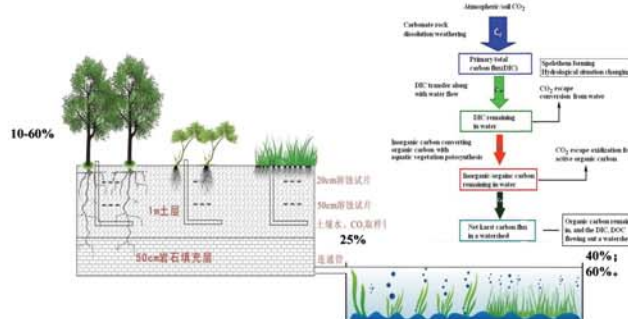 Atmospheric/soil CO2
Carbonate rock
dissolution weathering
Primary total
carbon flux(DIC)
Spelothem forming
Hydrological situation changing
DIC transfer along
with water flow
CO2 escape
conversion from water
DIC remaining
in water
Inorganic carbon converting
organic carbon with
aquatic vegetation potosynthesis
CO2 escape oxidization fo
active organic carbon
Inorganic-orgainc carbon
remaining in water
Net karst carbon flux
in a watershed
Organic carbon remain
in, and the DIC, DOC
flowing out a watershe
10-60%
20cm溶蚀试片
50cm溶蚀试片
1m土层
土壤水、CO2取样
25%
50cm岩石填充层
连通管
40%；
60%。